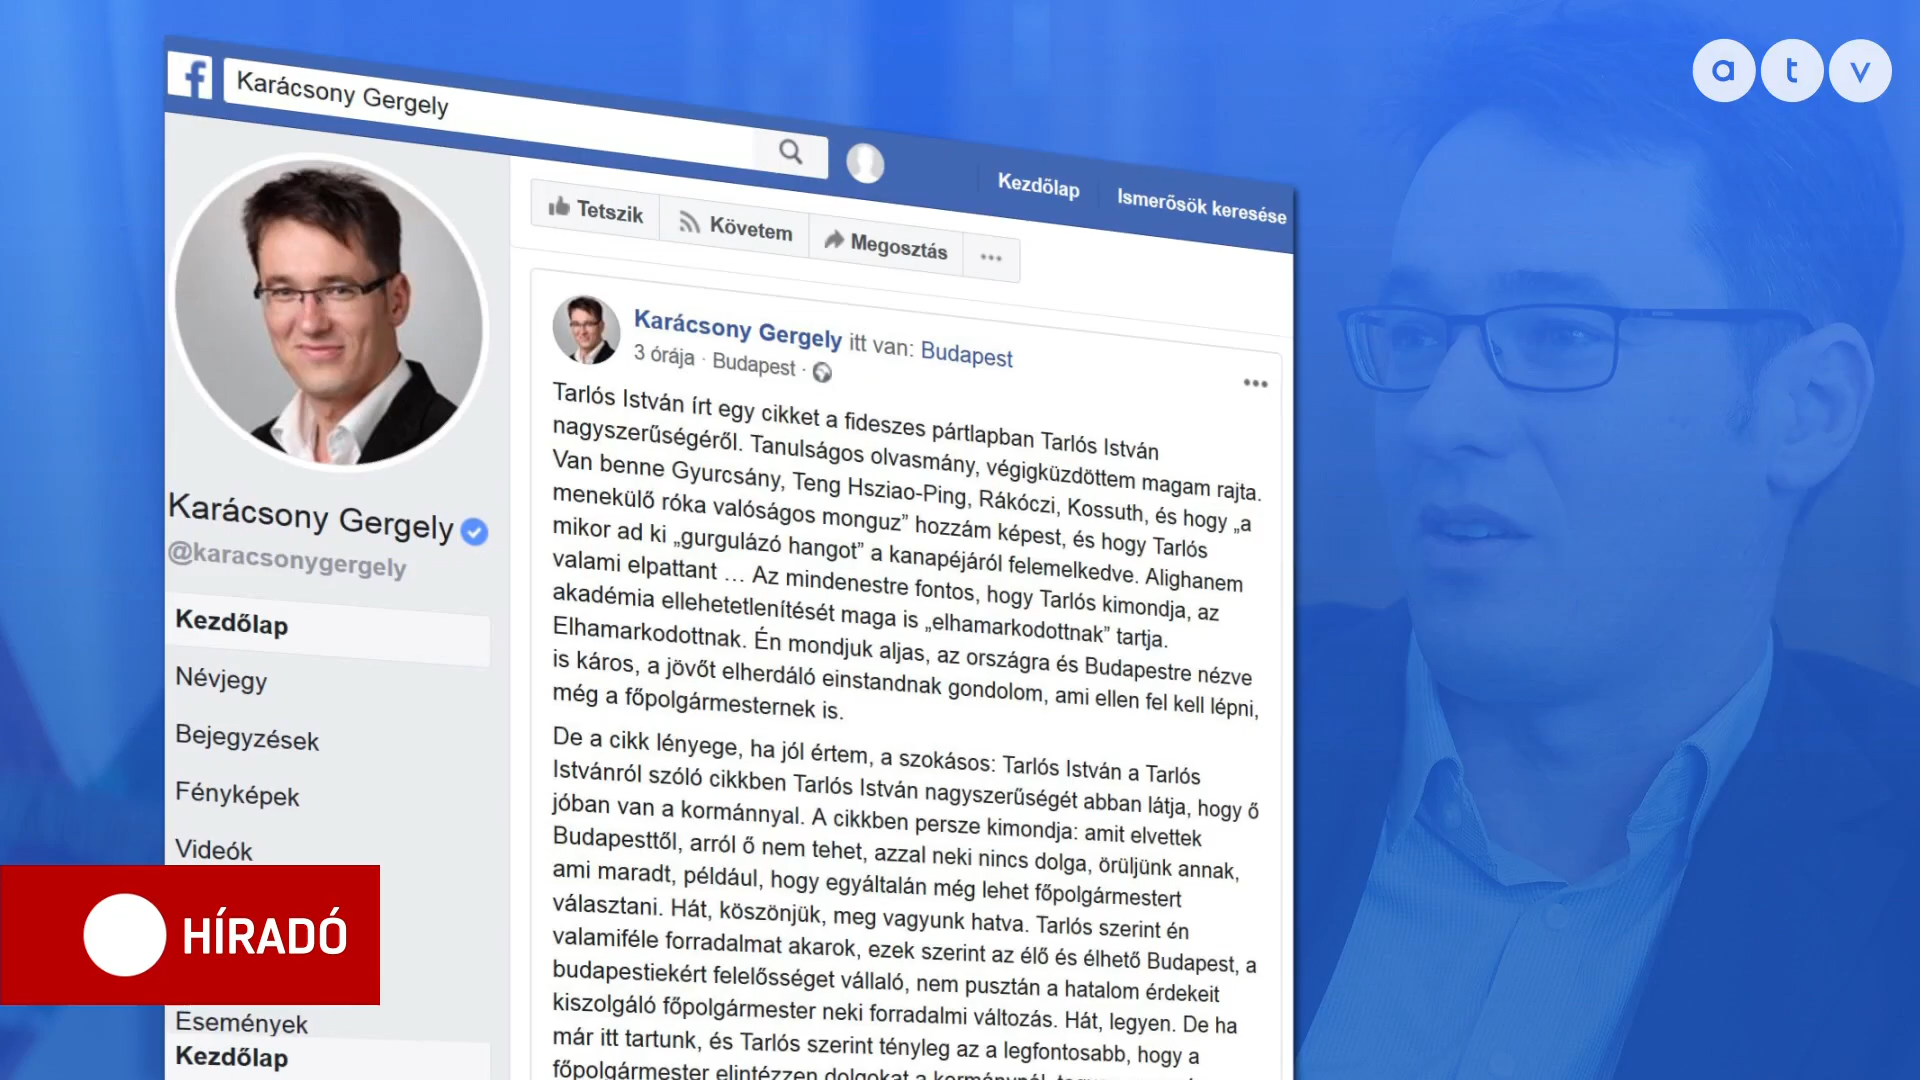 a t v
f
Karácsony Gergely
Kezdőlap
Ismerősök keresése
Tetszik
Követem
Megosztás
Karácsony Gergely
@karacsonygergely
Kezdőlap
Névjegy
Bejegyzések
Fényképek
Videók
HÍRADÓ
Események
Kezdőlap
Karácsony Gergely itt van: Budapest
3 órája · Budapest ·
Tarlós István írt egy cikket a fideszes pártlapban Tarlós István
nagyszerűségéről. Tanulságos olvasmány, végigküzdöttem magam rajta.
Van benne Gyurcsány, Teng Hsziao-Ping, Rákóczi, Kossuth, és hogy „a
menekülő róka valóságos monguz” hozzám képest, és hogy Tarlós
mikor ad ki „gurgulázó hangot” a kanapéjáról felemelkedve. Alighanem
valami elpattant … Az mindenestre fontos, hogy Tarlós kimondja, az
akadémia ellehetetlenítését maga is „elhamarkodottnak” tartja.
Elhamarkodottnak. Én mondjuk aljas, az országra és Budapestre nézve
is káros, a jövőt elherdáló einstandnak gondolom, ami ellen fel kell lépni,
még a főpolgármesternek is.
De a cikk lényege, ha jól értem, a szokásos: Tarlós István a Tarlós
Istvánról szóló cikkben Tarlós István nagyszerűségét abban látja, hogy ő
jóban van a kormánnyal. A cikkben persze kimondja: amit elvettek
Budapesttől, arról ő nem tehet, azzal neki nincs dolga, örüljünk annak,
ami maradt, például, hogy egyáltalán még lehet főpolgármestert
választani. Hát, köszönjük, meg vagyunk hatva. Tarlós szerint én
valamiféle forradalmat akarok, ezek szerint az élő és élhető Budapest, a
budapestiekért felelősséget vállaló, nem pusztán a hatalom érdekeit
kiszolgáló főpolgármester neki forradalmi változás. Hát, legyen. De ha
már itt tartunk, és Tarlós szerint tényleg az a legfontosabb, hogy a
főpolgármester elintézzen dolgokat a kormánynál,